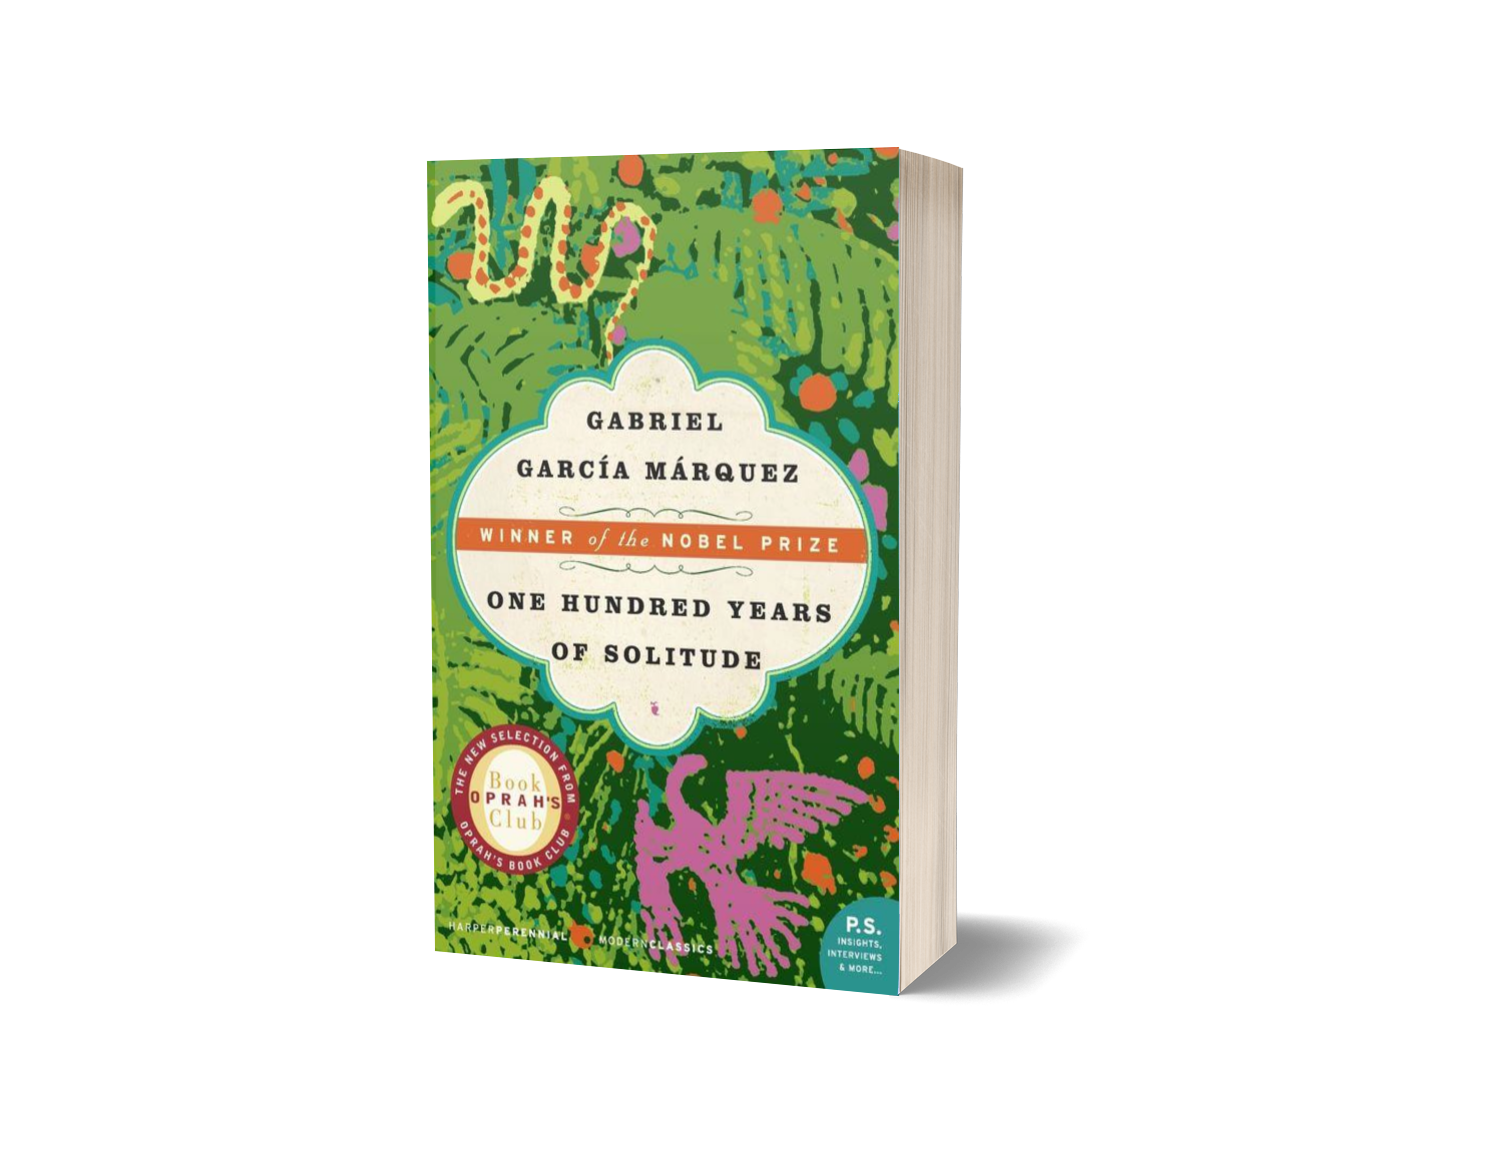 GABRIEL
GARCÍA MÁRQUEZ
WINNER of the NOBEL PRIZE
ONE HUNDRED YEARS
OF SOLITUDE
THE NEW SELECTION FROM
Book
OPRAH'S
Club
OPRAH'S BOOK CLUB
HARPERPERENNIAL MODERNCLASSICS
P.S.
INSIGHTS,
INTERVIEWS
& MORE...